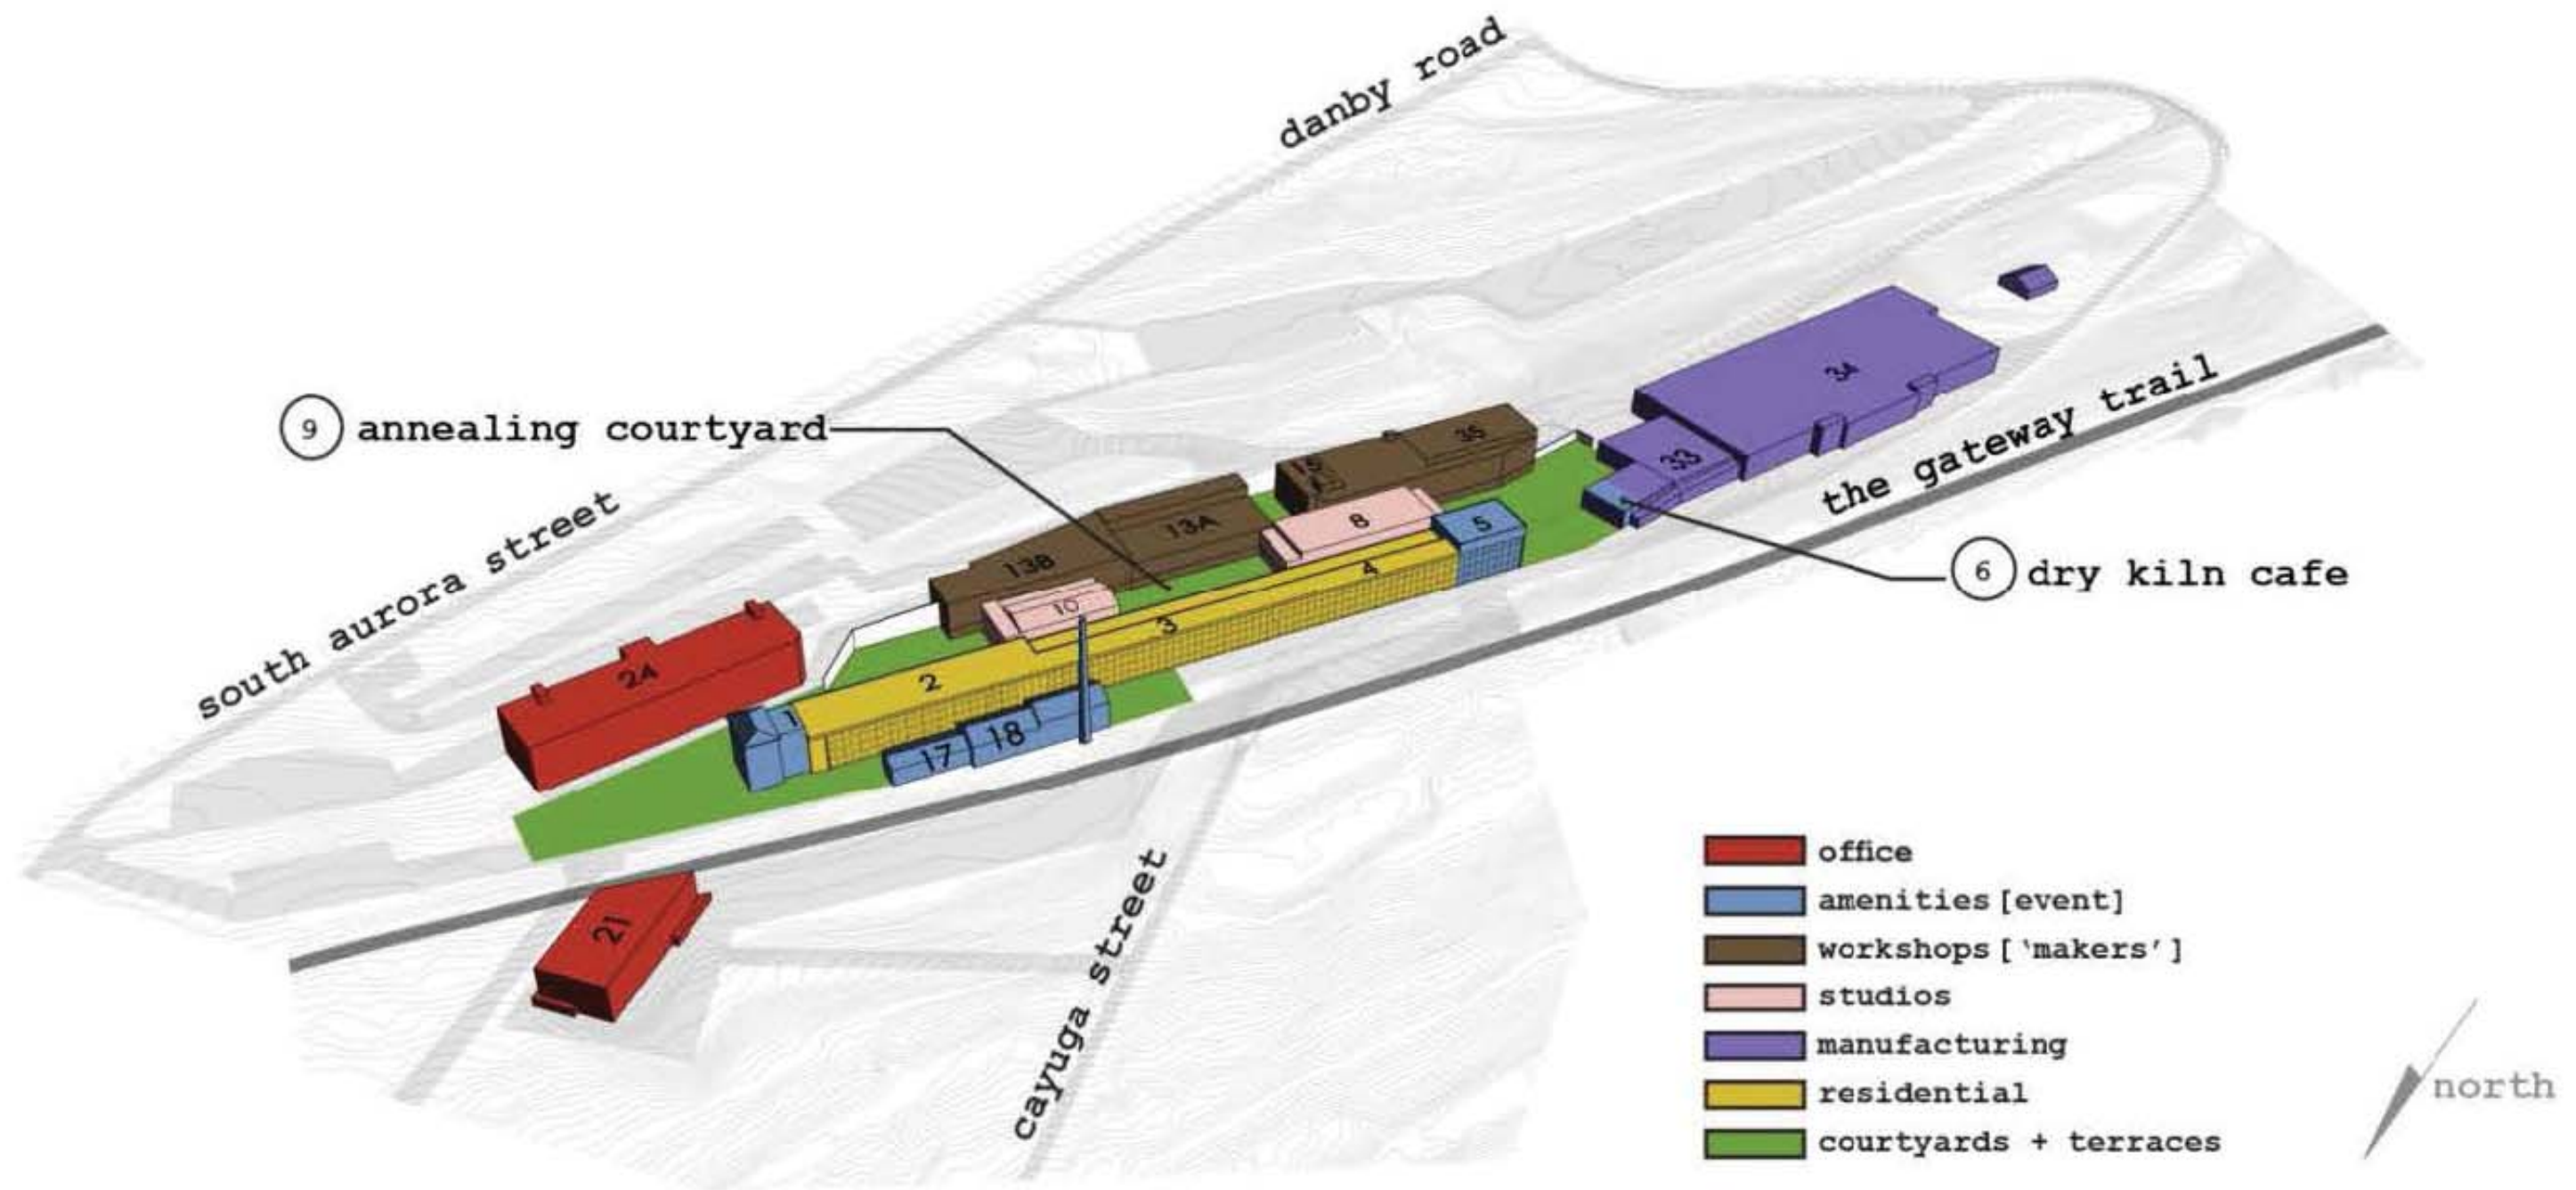 danby road
9 annealing courtyard
south aurora street
the gateway trail
6 dry kiln cafe
cayuga street
34
33
35
13A
13B
8
5
4
10
3
24
2
1
18
17
21
office
amenities [event]
workshops ['makers']
studios
manufacturing
residential
courtyards + terraces
north